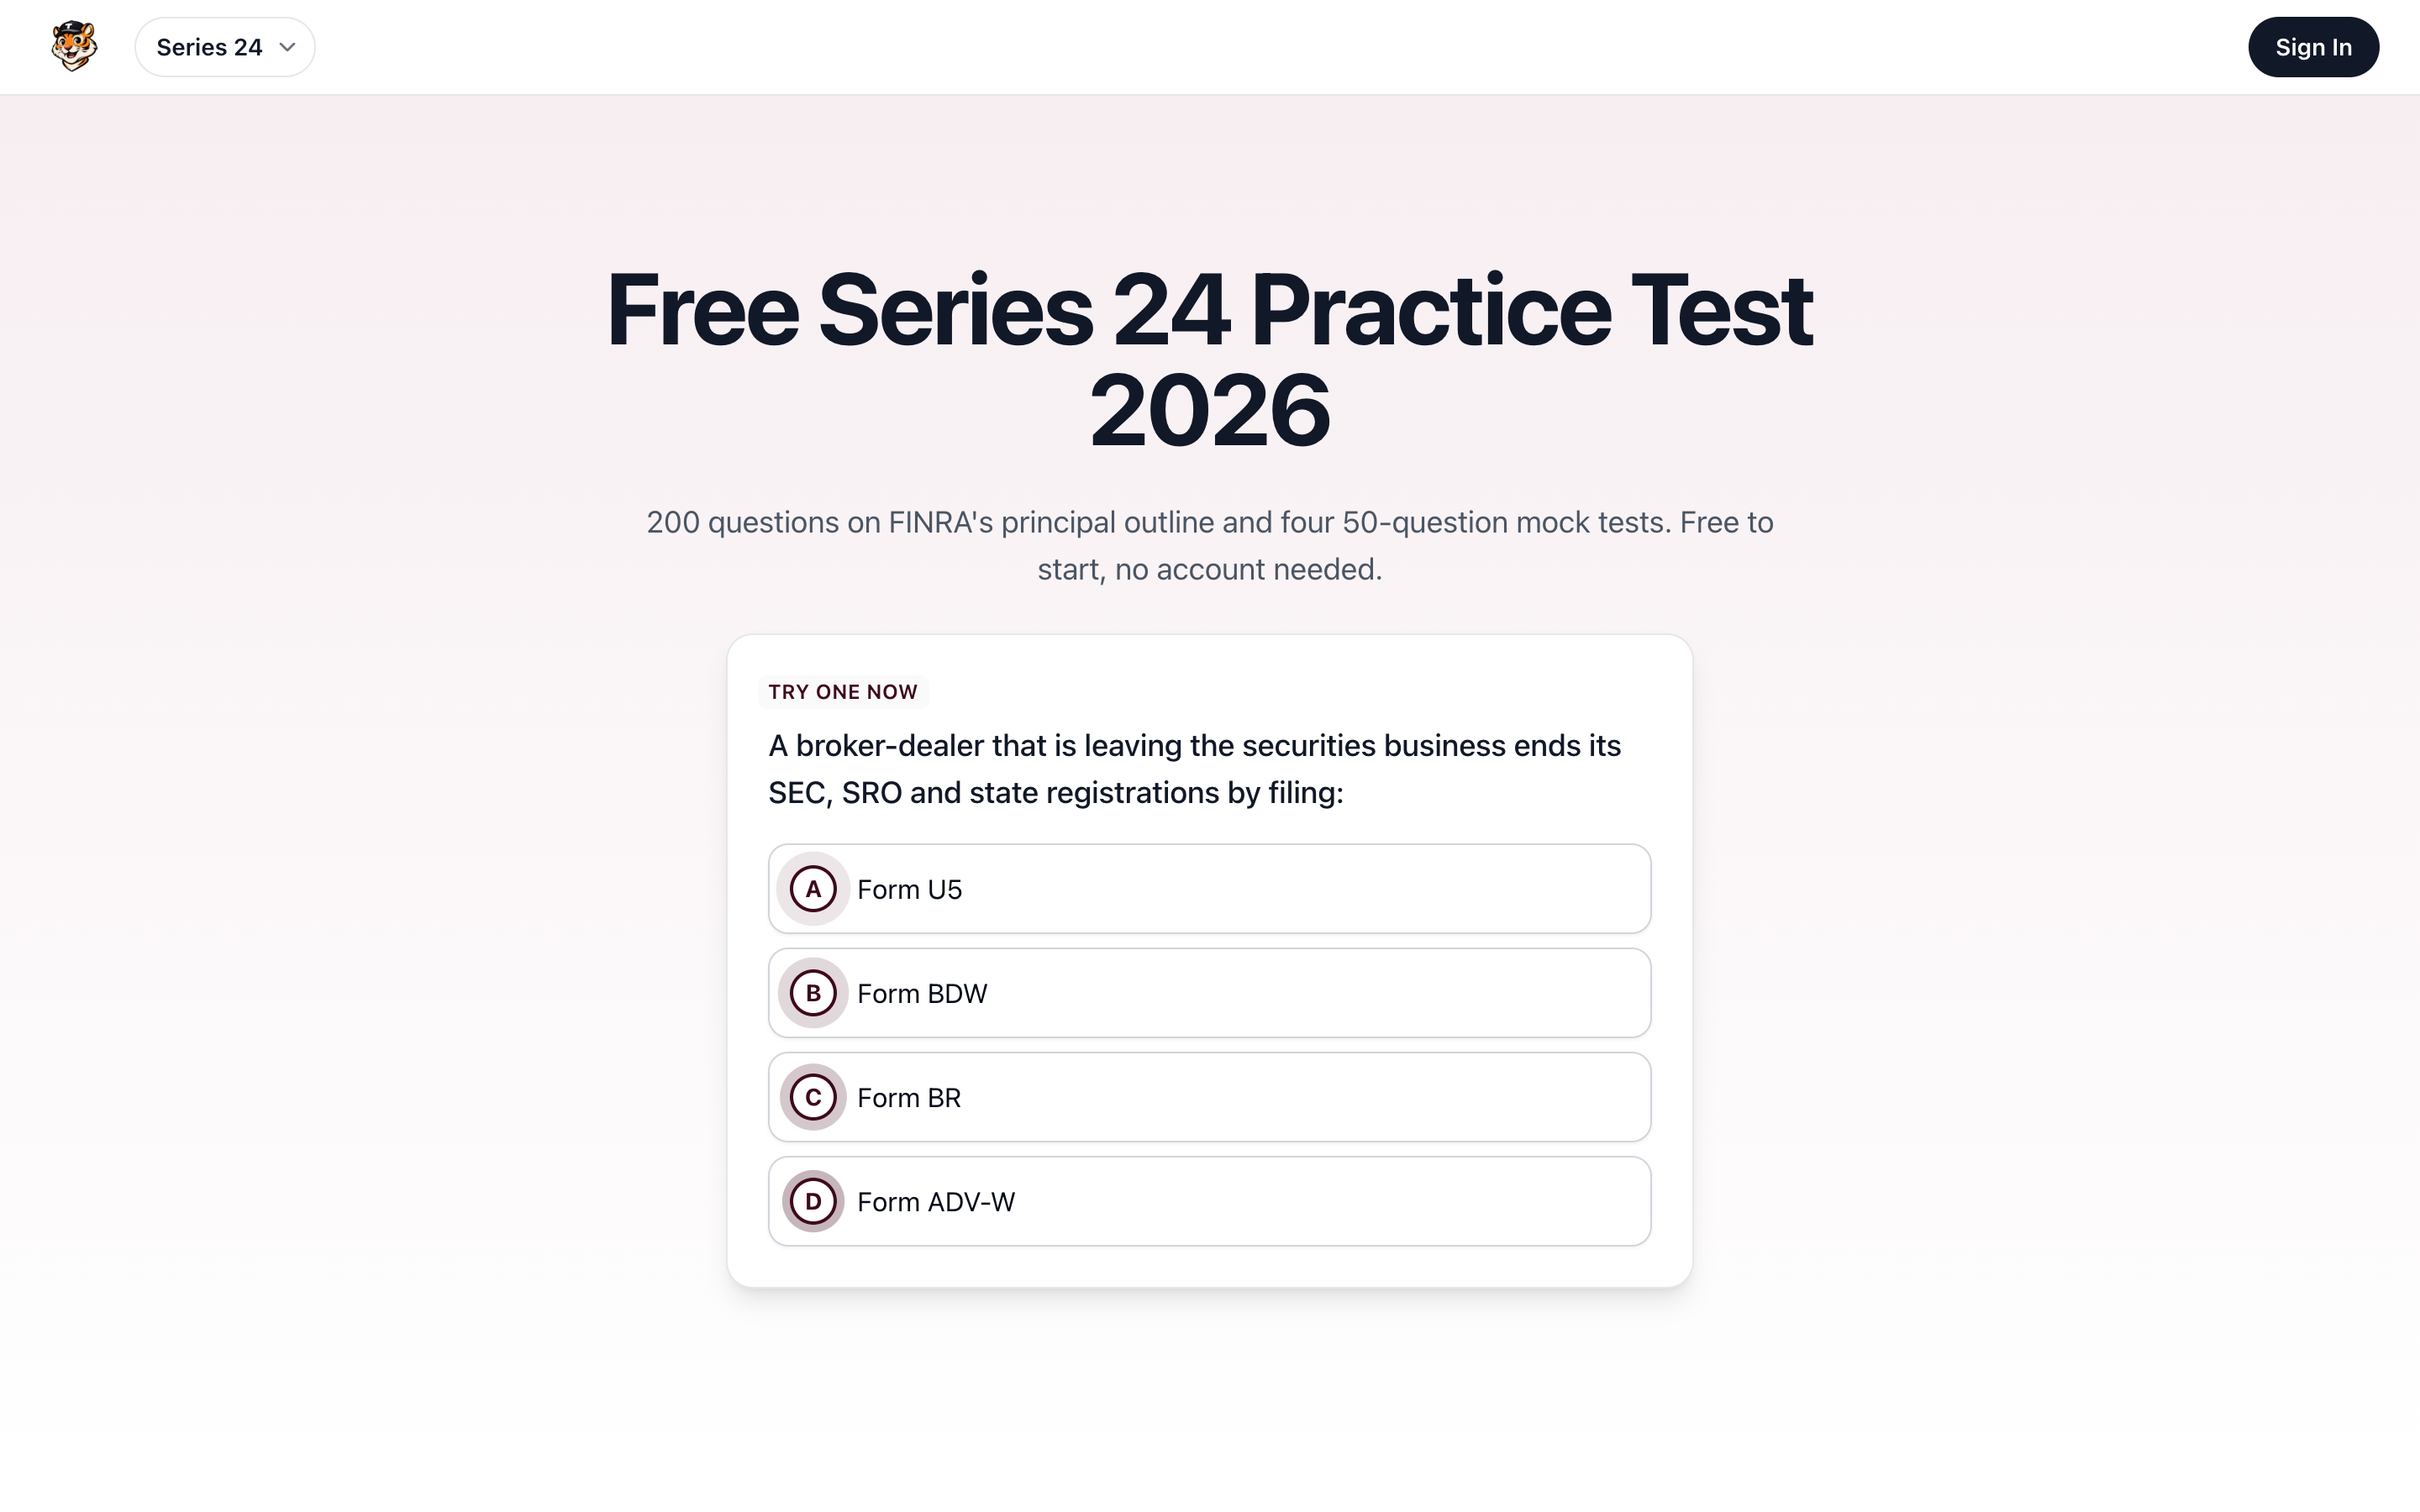 Series 24
Sign In
Free Series 24 Practice Test
2026
200 questions on FINRA's principal outline and four 50-question mock tests. Free to
start, no account needed.
TRY ONE NOW
A broker-dealer that is leaving the securities business ends its
SEC, SRO and state registrations by filing:
A Form U5
B Form BDW
C Form BR
D Form ADV-W